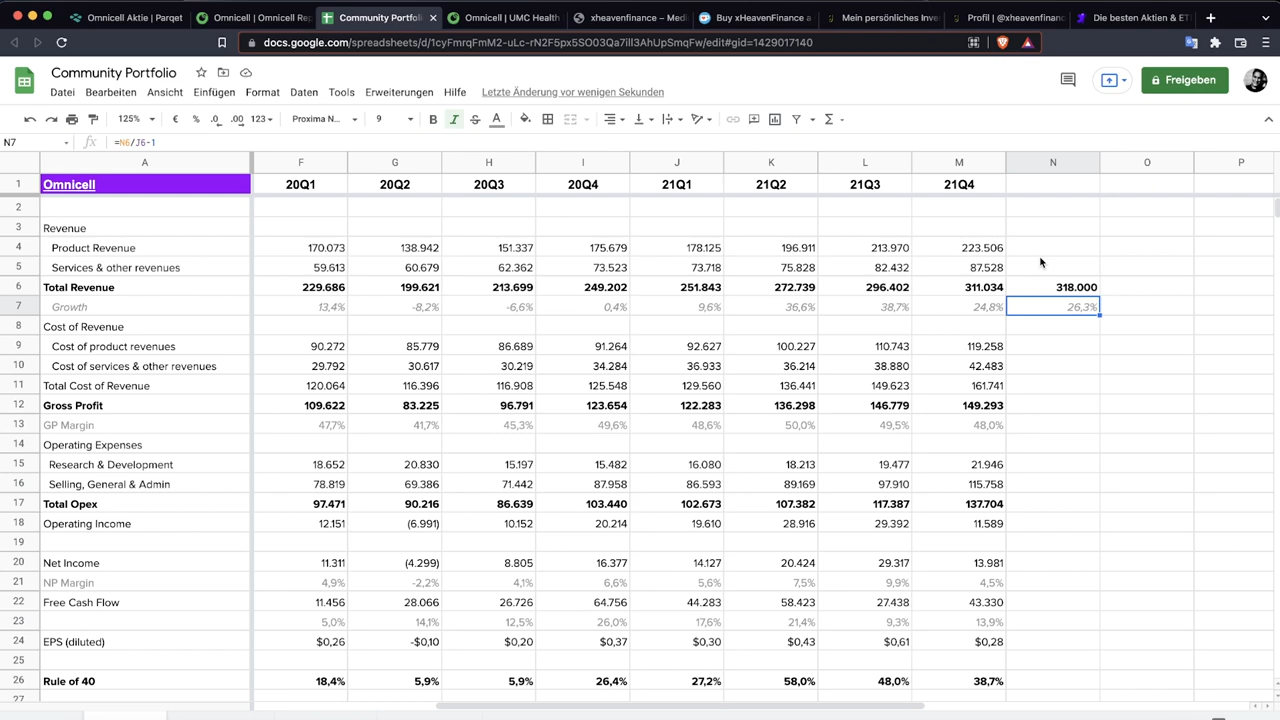 Omnicell Aktie | Parqet
Omnicell | Omnicell Rep
Community Portfol
Omnicell | UMC Health
xheavenfinance – Medi
Buy xHeavenFinance a
Mein persönliches Inve
Profil | @xheavenfinanc
Die besten Aktien & ET
docs.google.com/spreadsheets/d/1cyFmrqFmM2-uLc-rN2F5px5SO03Qa7ill3AhUpSmqFw/edit#gid=1429017140
Community Portfolio
Datei Bearbeiten Ansicht Einfügen Format Daten Tools Erweiterungen Hilfe Letzte Änderung vor wenigen Sekunden
Freigeben
125% € % .0 .00 123 Proxima N... 9 B I S A Σ
N7 fx =N6/J6-1
A F G H I J K L M N O P
1 Omnicell 20Q1 20Q2 20Q3 20Q4 21Q1 21Q2 21Q3 21Q4
2
3 Revenue
4 Product Revenue 170.073 138.942 151.337 175.679 178.125 196.911 213.970 223.506
5 Services & other revenues 59.613 60.679 62.362 73.523 73.718 75.828 82.432 87.528
6 Total Revenue 229.686 199.621 213.699 249.202 251.843 272.739 296.402 311.034 318.000
7 Growth 13,4% -8,2% -6,6% 0,4% 9,6% 36,6% 38,7% 24,8% 26,3%
8 Cost of Revenue
9 Cost of product revenues 90.272 85.779 86.689 91.264 92.627 100.227 110.743 119.258
10 Cost of services & other revenues 29.792 30.617 30.219 34.284 36.933 36.214 38.880 42.483
11 Total Cost of Revenue 120.064 116.396 116.908 125.548 129.560 136.441 149.623 161.741
12 Gross Profit 109.622 83.225 96.791 123.654 122.283 136.298 146.779 149.293
13 GP Margin 47,7% 41,7% 45,3% 49,6% 48,6% 50,0% 49,5% 48,0%
14 Operating Expenses
15 Research & Development 18.652 20.830 15.197 15.482 16.080 18.213 19.477 21.946
16 Selling, General & Admin 78.819 69.386 71.442 87.958 86.593 89.169 97.910 115.758
17 Total Opex 97.471 90.216 86.639 103.440 102.673 107.382 117.387 137.704
18 Operating Income 12.151 (6.991) 10.152 20.214 19.610 28.916 29.392 11.589
19
20 Net Income 11.311 (4.299) 8.805 16.377 14.127 20.424 29.317 13.981
21 NP Margin 4,9% -2,2% 4,1% 6,6% 5,6% 7,5% 9,9% 4,5%
22 Free Cash Flow 11.456 28.066 26.726 64.756 44.283 58.423 27.438 43.330
23 5,0% 14,1% 12,5% 26,0% 17,6% 21,4% 9,3% 13,9%
24 EPS (diluted) $0,26 -$0,10 $0,20 $0,37 $0,30 $0,43 $0,61 $0,28
25
26 Rule of 40 18,4% 5,9% 5,9% 26,4% 27,2% 58,0% 48,0% 38,7%
27